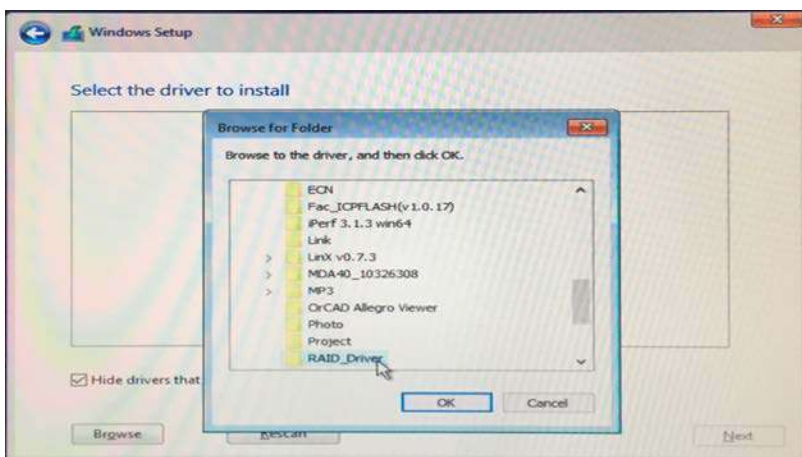 Windows Setup
Select the driver to install
Browse for Folder
Browse to the driver, and then click OK.
ECN
Fac_ICPFLASH(v1.0.17)
iPerf 3.1.3 win64
Link
LinX v0.7.3
MDA40_10326308
MP3
OrCAD Allegro Viewer
Photo
Project
RAID_Driver
Hide drivers that
OK Cancel
Browse Rescan Next